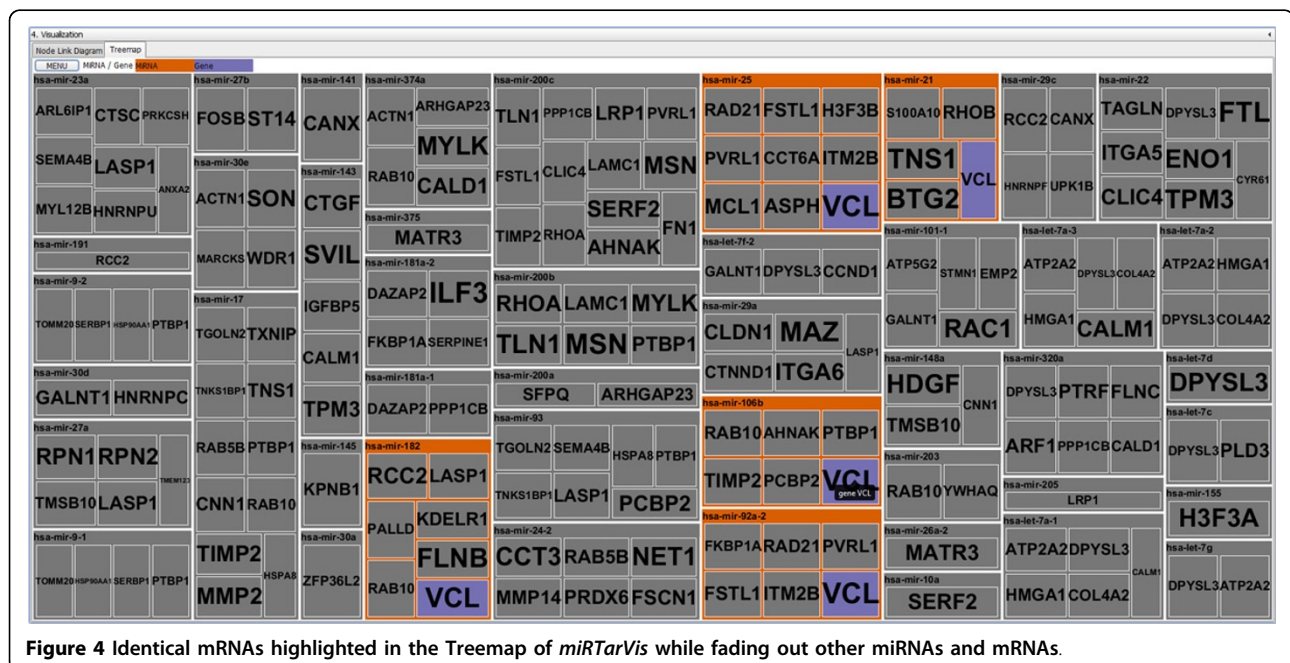 4. Visualization
Node Link Diagram Treemap
MENU MiRNA / Gene MiRNA Gene
hsa-mir-23a
ARL6IP1 CTSC PRKCSH
SEMA4B LASP1 ANXA2
MYL12B HNRNPU
hsa-mir-191
RCC2
hsa-mir-9-2
TOMM20 SERBP1 HSP90AA1 PTBP1
hsa-mir-30d
GALNT1 HNRNPC
hsa-mir-27a
RPN1 RPN2 TMEM123
TMSB10 LASP1
hsa-mir-9-1
TOMM20 HSP90AA1 SERBP1 PTBP1
hsa-mir-27b
FOSB ST14
hsa-mir-30e
ACTN1 SON
MARCKS WDR1
hsa-mir-17
TGOLN2 TXNIP
TNKS1BP1 TNS1
RAB5B PTBP1
CNN1 RAB10
TIMP2 HSPA8
MMP2
hsa-mir-141
CANX
hsa-mir-143
CTGF
SVIL
IGFBP5
CALM1
TPM3
hsa-mir-145
KPNB1
hsa-mir-30a
ZFP36L2
hsa-mir-374a
ACTN1 ARHGAP23
MYLK
RAB10 CALD1
hsa-mir-375
MATR3
hsa-mir-181a-2
DAZAP2 ILF3
FKBP1A SERPINE1
hsa-mir-181a-1
DAZAP2 PPP1CB
hsa-mir-182
RCC2 LASP1
PALLD KDELR1
FLNB
RAB10 VCL
hsa-mir-200c
TLN1 PPP1CB LRP1 PVRL1
FSTL1 CLIC4 LAMC1 MSN
SERF2 FN1
TIMP2 RHOA AHNAK
hsa-mir-200b
RHOA LAMC1 MYLK
TLN1 MSN PTBP1
hsa-mir-200a
SFPQ ARHGAP23
hsa-mir-93
TGOLN2 SEMA4B HSPA8 PTBP1
TNKS1BP1 LASP1 PCBP2
hsa-mir-24-2
CCT3 RAB5B NET1
MMP14 PRDX6 FSCN1
hsa-mir-25
RAD21 FSTL1 H3F3B
PVRL1 CCT6A ITM2B
MCL1 ASPH VCL
hsa-let-7f-2
GALNT1 DPYSL3 CCND1
hsa-mir-29a
CLDN1 MAZ LASP1
CTNND1 ITGA6
hsa-mir-106b
RAB10 AHNAK PTBP1
TIMP2 PCBP2 VCL
gene VCL
hsa-mir-92a-2
FKBP1A RAD21 PVRL1
FSTL1 ITM2B VCL
hsa-mir-21
S100A10 RHOB
TNS1 VCL
BTG2
hsa-mir-29c
RCC2 CANX
HNRNPF UPK1B
hsa-mir-22
TAGLN DPYSL3 FTL
ITGA5 ENO1 CYR61
CLIC4 TPM3
hsa-mir-101-1
ATP5G2 STMN1 EMP2
GALNT1 RAC1
hsa-let-7a-3
ATP2A2 DPYSL3 COL4A2
HMGA1 CALM1
hsa-let-7a-2
ATP2A2 HMGA1
DPYSL3 COL4A2
hsa-mir-148a
HDGF CNN1
TMSB10
hsa-mir-203
RAB10 YWHAQ
hsa-mir-26a-2
MATR3
hsa-mir-10a
SERF2
hsa-mir-320a
DPYSL3 PTRF FLNC
ARF1 PPP1CB CALD1
hsa-mir-205
LRP1
hsa-let-7a-1
ATP2A2 DPYSL3 CALM1
HMGA1 COL4A2
hsa-let-7d
DPYSL3
hsa-let-7c
DPYSL3 PLD3
hsa-mir-155
H3F3A
hsa-let-7g
DPYSL3 ATP2A2
Figure 4 Identical mRNAs highlighted in the Treemap of miRTarVis while fading out other miRNAs and mRNAs.